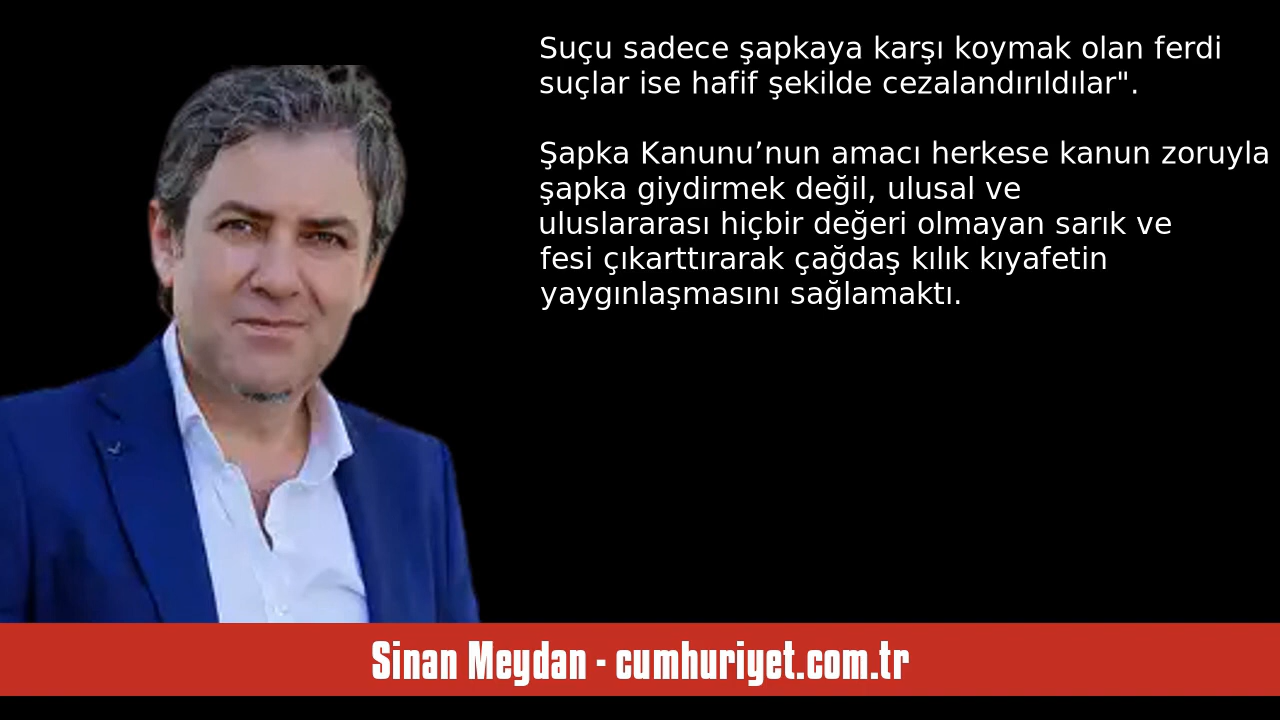 Suçu sadece şapkaya karşı koymak olan ferdi
suçlar ise hafif şekilde cezalandırıldılar".
Şapka Kanunu’nun amacı herkese kanun zoruyla
şapka giydirmek değil, ulusal ve
uluslararası hiçbir değeri olmayan sarık ve
fesi çıkarttırarak çağdaş kılık kıyafetin
yaygınlaşmasını sağlamaktı.
Sinan Meydan - cumhuriyet.com.tr